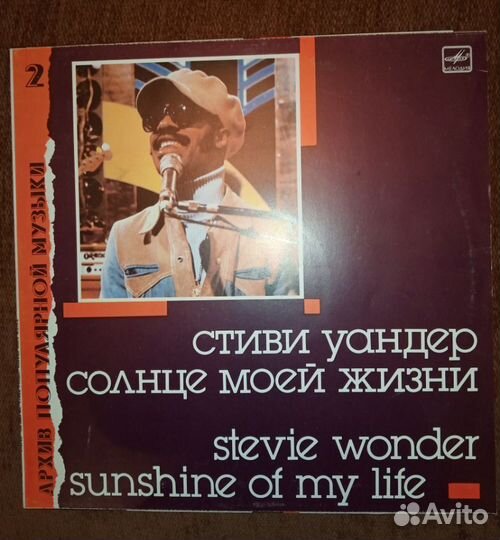 2
АРХИВ ПОПУЛЯРНОЙ МУЗЫКИ
МЕЛОДИЯ
СТИВИ УАНДЕР
СОЛНЦЕ МОЕЙ ЖИЗНИ
stevie wonder
sunshine of my life
Avito